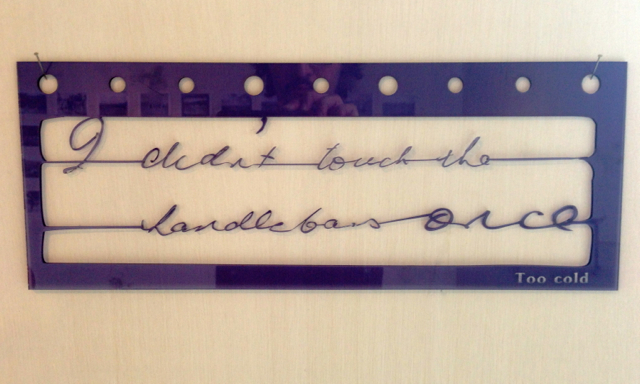 I didn't touch the
handlebars once
Too cold